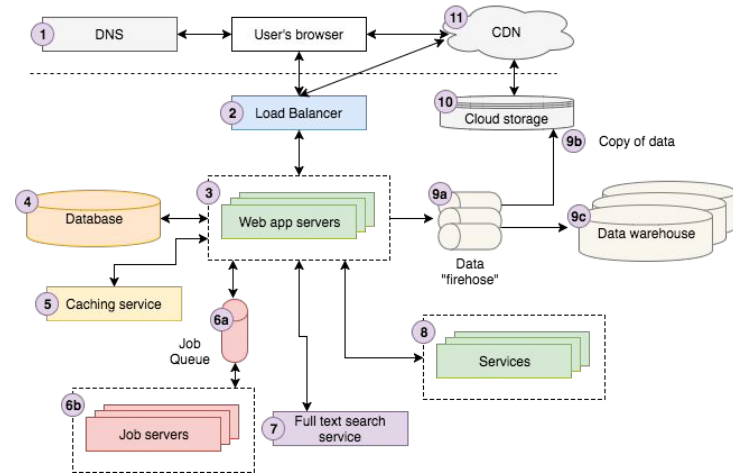 1
DNS
User's browser
11
CDN
2
Load Balancer
10
Cloud storage
9b
Copy of data
3
Web app servers
4
Database
9a
Data
"firehose"
9c
Data warehouse
5
Caching service
6a
Job
Queue
8
Services
6b
Job servers
7
Full text search
service